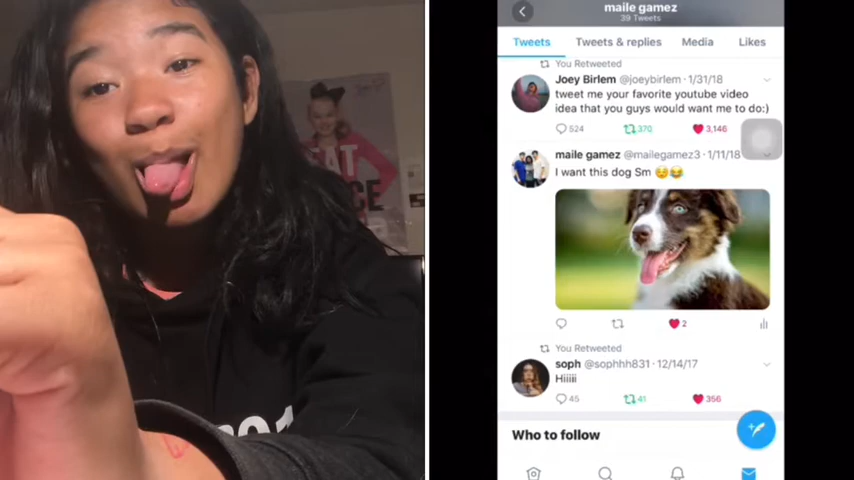 EAT
maile gamez
39 Tweets
Tweets
Tweets & replies
Media
Likes
You Retweeted
Joey Birlem @joeybirlem · 1/31/18
tweet me your favorite youtube video
idea that you guys would want me to do:)
524
370
3,146
maile gamez @mailegamez3 · 1/11/18
I want this dog Sm ☺️😂
2
You Retweeted
soph @sophhh831 · 12/14/17
Hiiiii
45
41
356
Who to follow